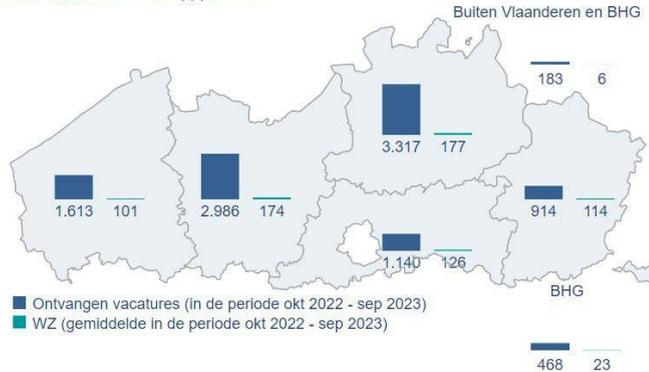 Buiten Vlaanderen en BHG
183 6
3.317 177
1.613 101
2.986 174
914 114
1.140 126
BHG
Ontvangen vacatures (in de periode okt 2022 - sep 2023)
WZ (gemiddelde in de periode okt 2022 - sep 2023)
468 23